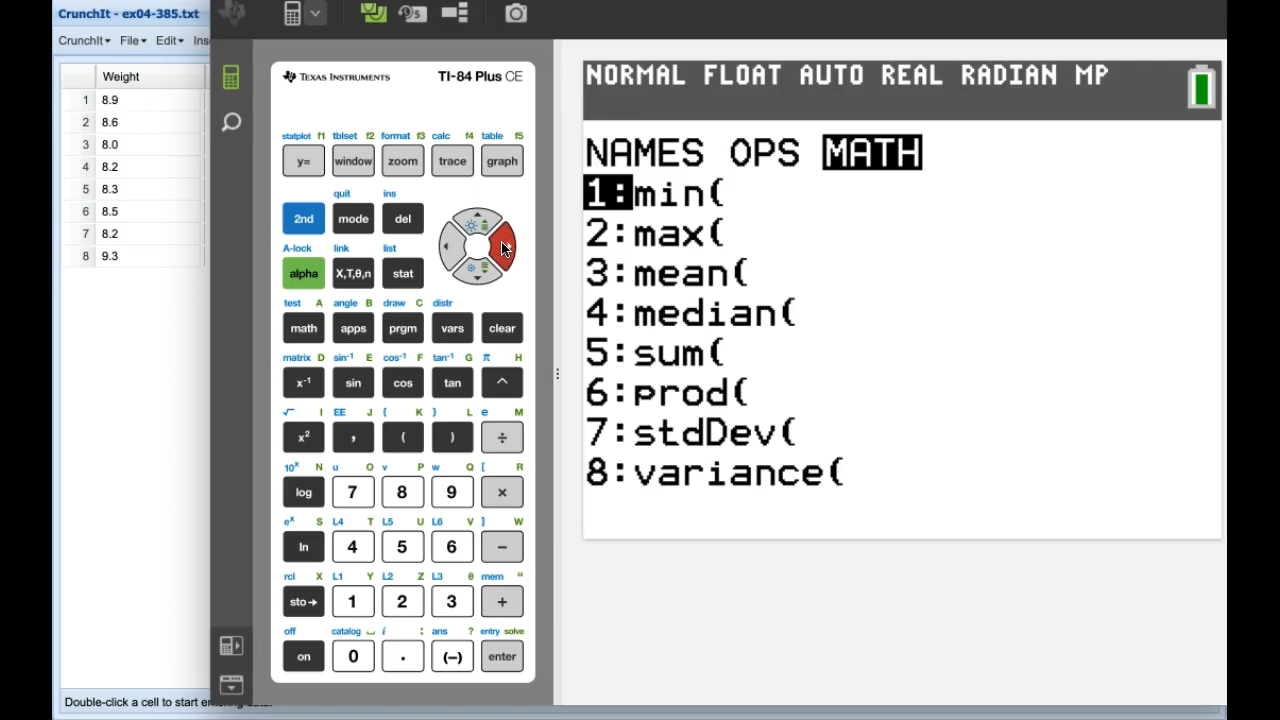 CrunchIt - ex04-385.txt
CrunchIt File Edit Ins
Weight
1 8.9
2 8.6
3 8.0
4 8.2
5 8.3
6 8.5
7 8.2
8 9.3
Double-click a cell to start entering data.
TEXAS INSTRUMENTS TI-84 Plus CE
statplot f1 tblset f2 format f3 calc f4 table f5
y= window zoom trace graph
quit ins
2nd mode del
A-lock link list
alpha X,T,θ,n stat
test A angle B draw C distr
math apps prgm vars clear
matrix D sin⁻¹ E cos⁻¹ F tan⁻¹ G π H
x⁻¹ sin cos tan ^
√ I EE J { K } L e M
x² , ( ) ÷
10ˣ N u O v P w Q [ R
log 7 8 9 ×
eˣ S L4 T L5 U L6 V ] W
ln 4 5 6 −
rcl X L1 Y L2 Z L3 θ mem "
sto→ 1 2 3 +
off catalog ⎵ i : ans ? entry solve
on 0 . (−) enter
NORMAL FLOAT AUTO REAL RADIAN MP
NAMES OPS MATH
1:min(
2:max(
3:mean(
4:median(
5:sum(
6:prod(
7:stdDev(
8:variance(